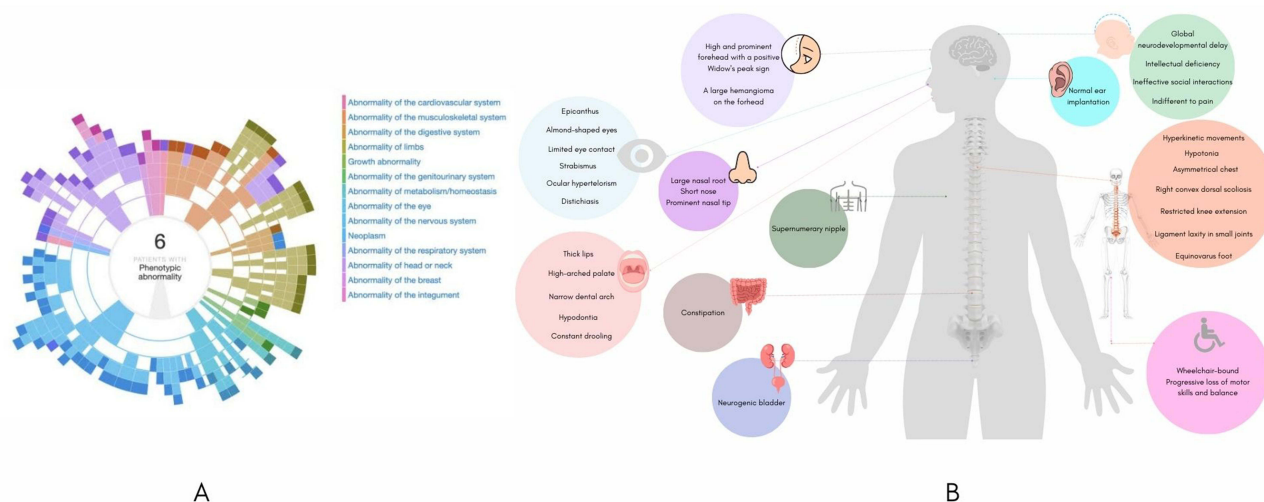 6
PATIENTS WITH
Phenotypic
abnormality
Abnormality of the cardiovascular system
Abnormality of the musculoskeletal system
Abnormality of the digestive system
Abnormality of limbs
Growth abnormality
Abnormality of the genitourinary system
Abnormality of metabolism/homeostasis
Abnormality of the eye
Abnormality of the nervous system
Neoplasm
Abnormality of the respiratory system
Abnormality of head or neck
Abnormality of the breast
Abnormality of the integument
A
High and prominent
forehead with a positive
Widow's peak sign
A large hemangioma
on the forhead
Epicanthus
Almond-shaped eyes
Limited eye contact
Strabismus
Ocular hypertelorism
Distichiasis
Large nasal root
Short nose
Prominent nasal tip
Thick lips
High-arched palate
Narrow dental arch
Hypodontia
Constant drooling
Supernumerary nipple
Constipation
Neurogenic bladder
Global
neurodevelopmental delay
Intellectual deficiency
Ineffective social interactions
Indifferent to pain
Normal ear
implantation
Hyperkinetic movements
Hypotonia
Asymmetrical chest
Right convex dorsal scoliosis
Restricted knee extension
Ligament laxity in small joints
Equinovarus foot
Wheelchair-bound
Progressive loss of motor
skills and balance
B